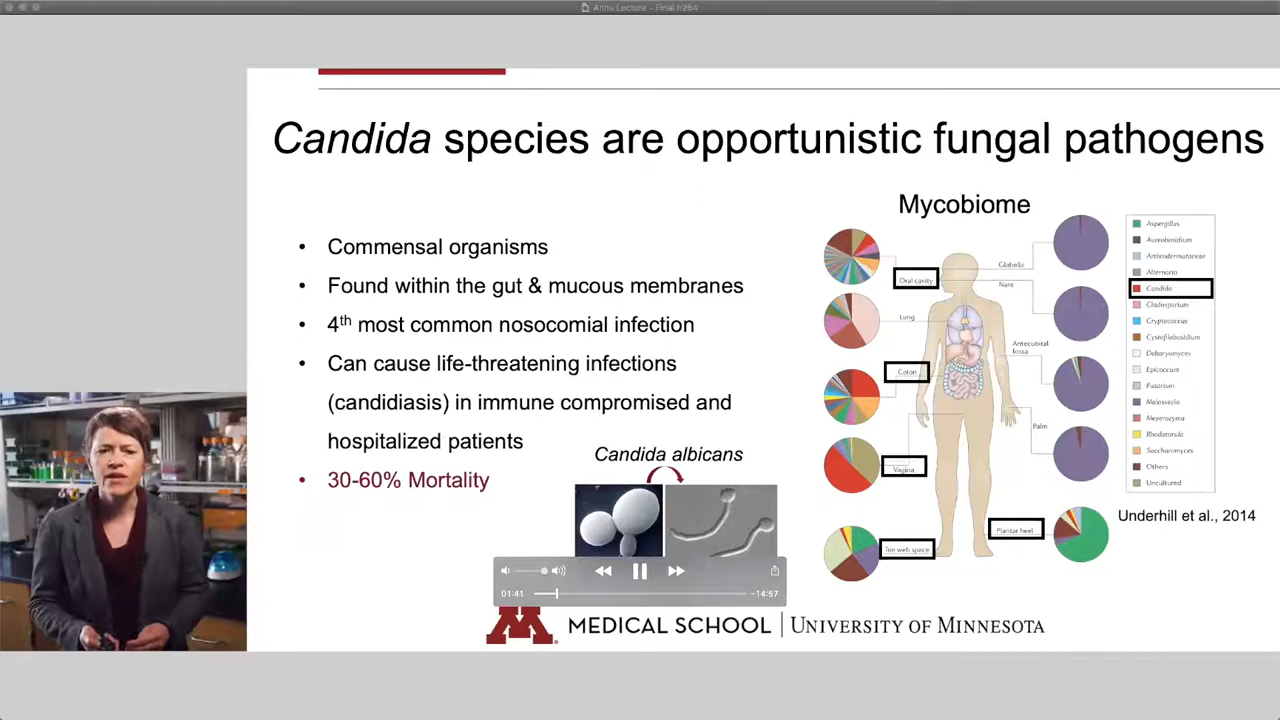 Anna Lecture - Final h264
Candida species are opportunistic fungal pathogens
• Commensal organisms
• Found within the gut & mucous membranes
• 4th most common nosocomial infection
• Can cause life-threatening infections
(candidiasis) in immune compromised and
hospitalized patients
• 30-60% Mortality
Candida albicans
Mycobiome
Oral cavity
Lung
Colon
Vagina
Toe web space
Glabella
Nare
Antecubital
fossa
Palm
Plantar heel
Aspergillus
Aureobasidium
Arthrodermataceae
Alternaria
Candida
Cladosporium
Cryptococcus
Cystofilobasidium
Debaryomyces
Epicoccum
Fusarium
Malassezia
Meyerozyma
Rhodotorula
Saccharomyces
Others
Uncultured
Underhill et al., 2014
01:41
-14:57
M
MEDICAL SCHOOL | UNIVERSITY OF MINNESOTA